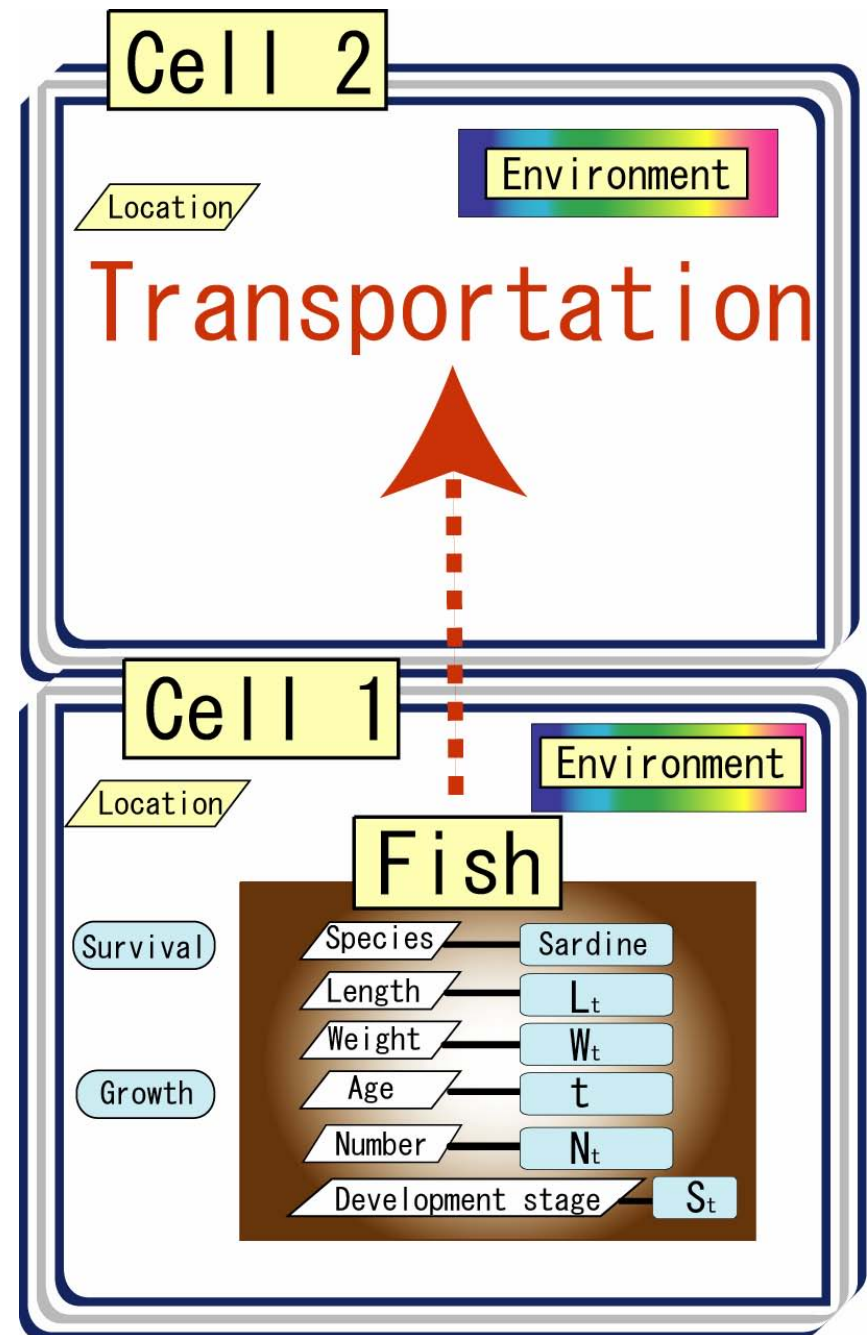 Cell 2
Environment
Location
Transportation
Cell 1
Environment
Location
Fish
Survival
Species Sardine
Length Lt
Weight Wt
Growth
Age t
Number Nt
Development stage St